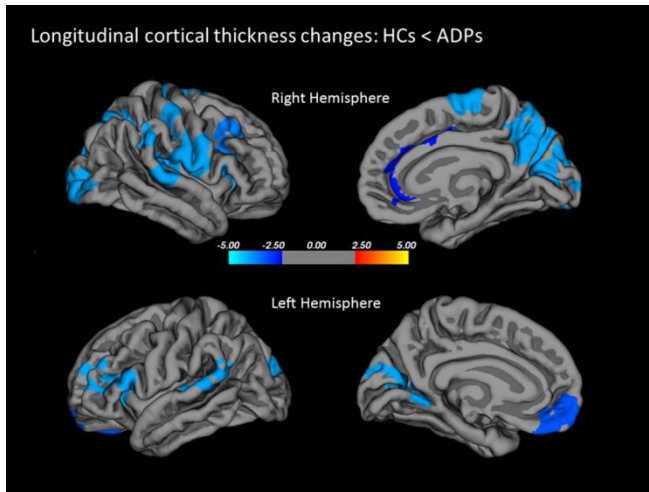 Longitudinal cortical thickness changes: HCs < ADPs
Right Hemisphere
-5.00 -2.50 0.00 2.50 5.00
Left Hemisphere